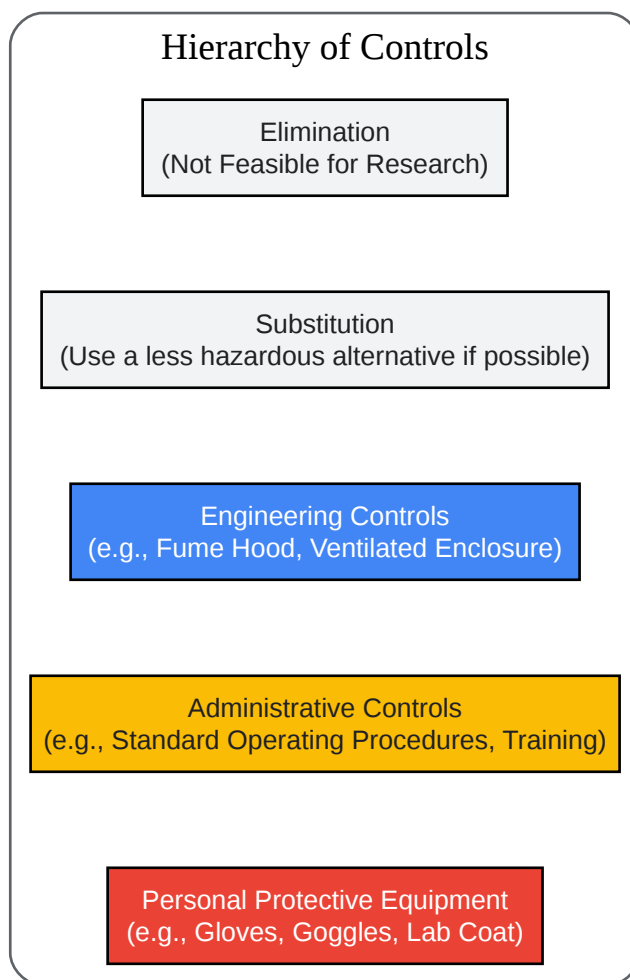 Hierarchy of Controls
Elimination
(Not Feasible for Research)
Substitution
(Use a less hazardous alternative if possible)
Engineering Controls
(e.g., Fume Hood, Ventilated Enclosure)
Administrative Controls
(e.g., Standard Operating Procedures, Training)
Personal Protective Equipment
(e.g., Gloves, Goggles, Lab Coat)